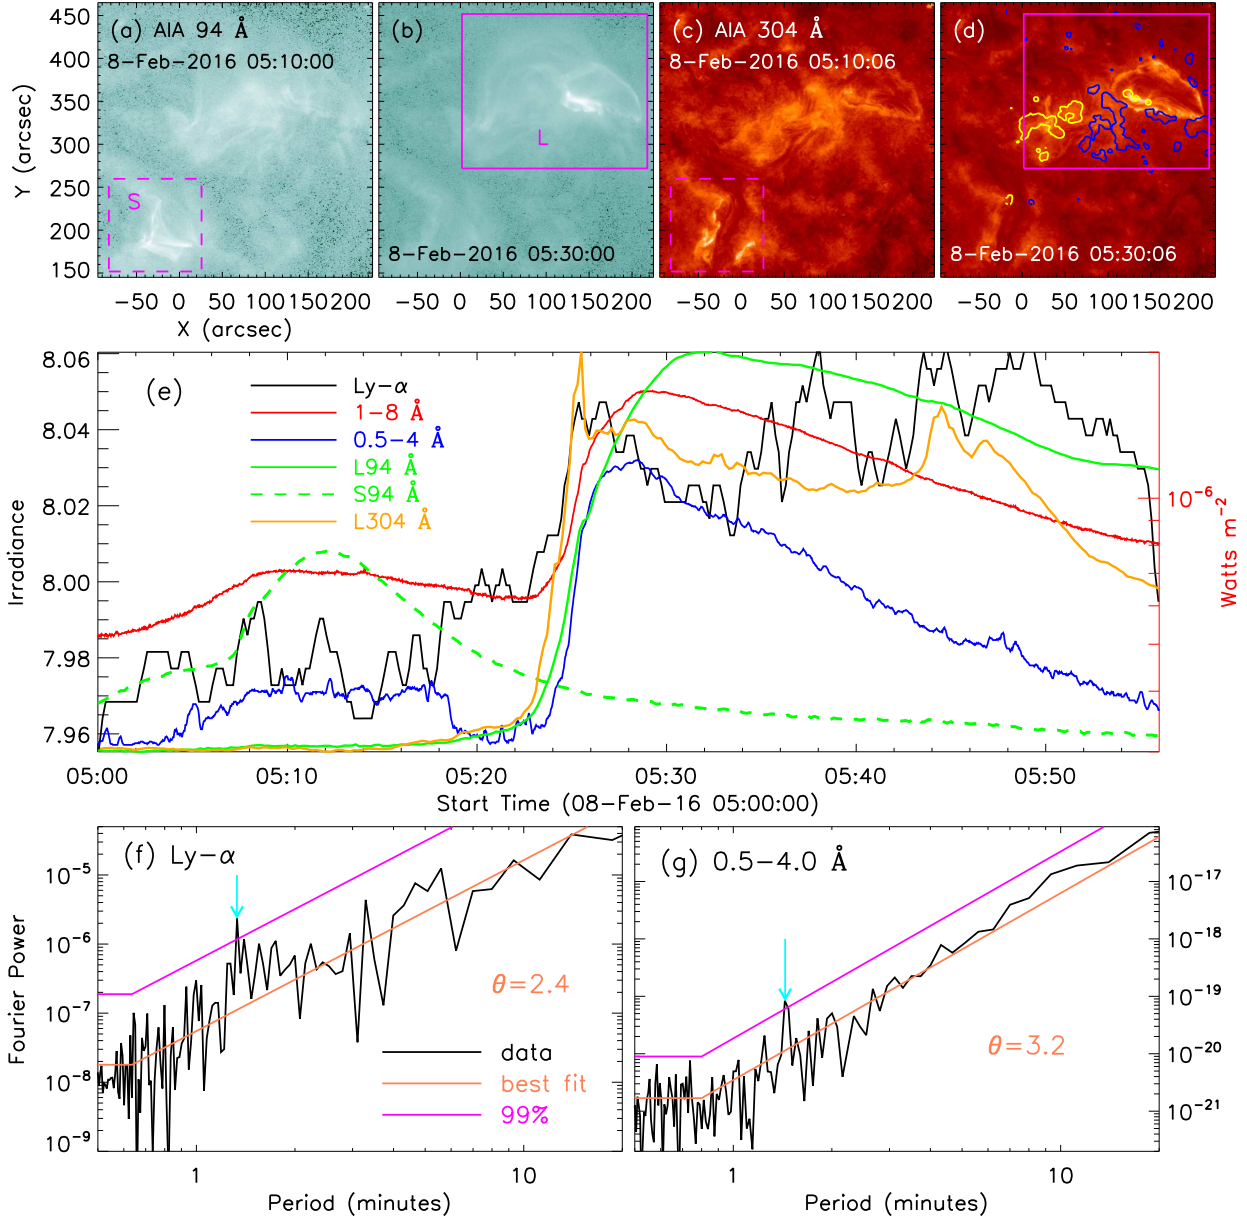 (a) AIA 94 Å
8-Feb-2016 05:10:00
(b)
8-Feb-2016 05:30:00
(c) AIA 304 Å
8-Feb-2016 05:10:06
(d)
8-Feb-2016 05:30:06
S
L
Y (arcsec)
450
400
350
300
250
200
150
−50 0 50 100 150 200
−50 0 50 100 150 200
−50 0 50 100 150 200
−50 0 50 100 150 200
X (arcsec)
(e)
Ly−α
1−8 Å
0.5−4 Å
L94 Å
S94 Å
L304 Å
Irradiance
8.06
8.04
8.02
8.00
7.98
7.96
10⁻⁶
Watts m⁻²
05:00 05:10 05:20 05:30 05:40 05:50
Start Time (08-Feb-16 05:00:00)
(f) Ly−α
θ=2.4
data
best fit
99%
Fourier Power
10⁻⁵
10⁻⁶
10⁻⁷
10⁻⁸
10⁻⁹
1 10
Period (minutes)
(g) 0.5−4.0 Å
θ=3.2
10⁻¹⁷
10⁻¹⁸
10⁻¹⁹
10⁻²⁰
10⁻²¹
1 10
Period (minutes)